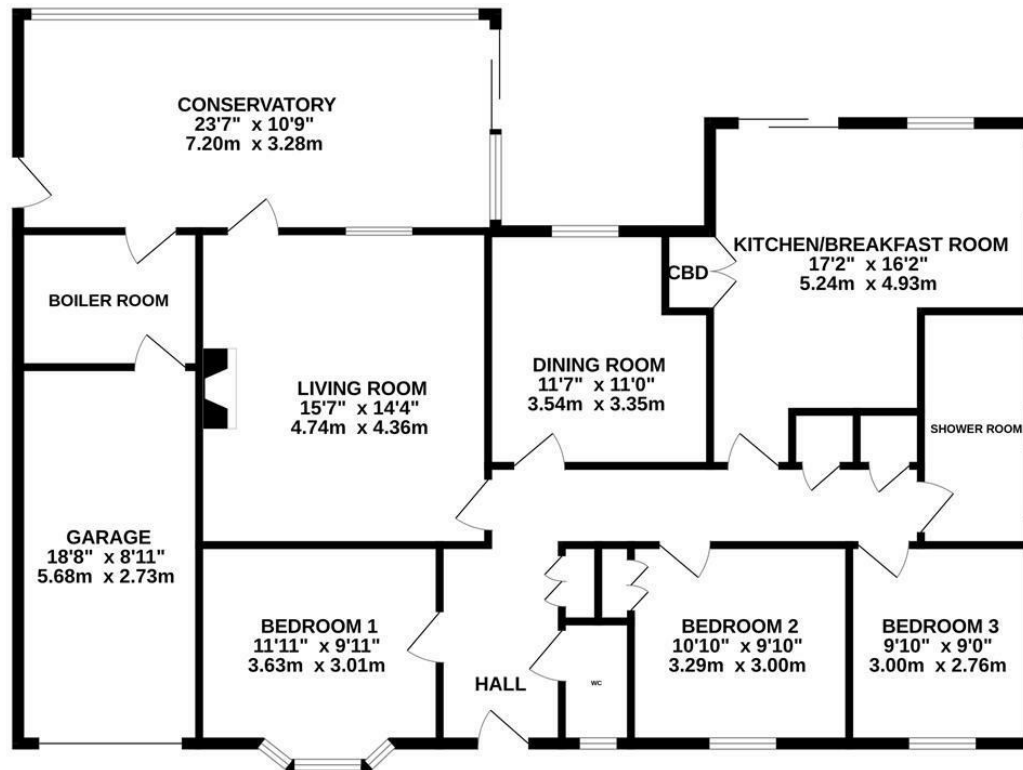 CONSERVATORY
23'7" x 10'9"
7.20m x 3.28m
KITCHEN/BREAKFAST ROOM
17'2" x 16'2"
5.24m x 4.93m
CBD
BOILER ROOM
LIVING ROOM
15'7" x 14'4"
4.74m x 4.36m
DINING ROOM
11'7" x 11'0"
3.54m x 3.35m
SHOWER ROOM
GARAGE
18'8" x 8'11"
5.68m x 2.73m
BEDROOM 1
11'11" x 9'11"
3.63m x 3.01m
HALL
WC
BEDROOM 2
10'10" x 9'10"
3.29m x 3.00m
BEDROOM 3
9'10" x 9'0"
3.00m x 2.76m